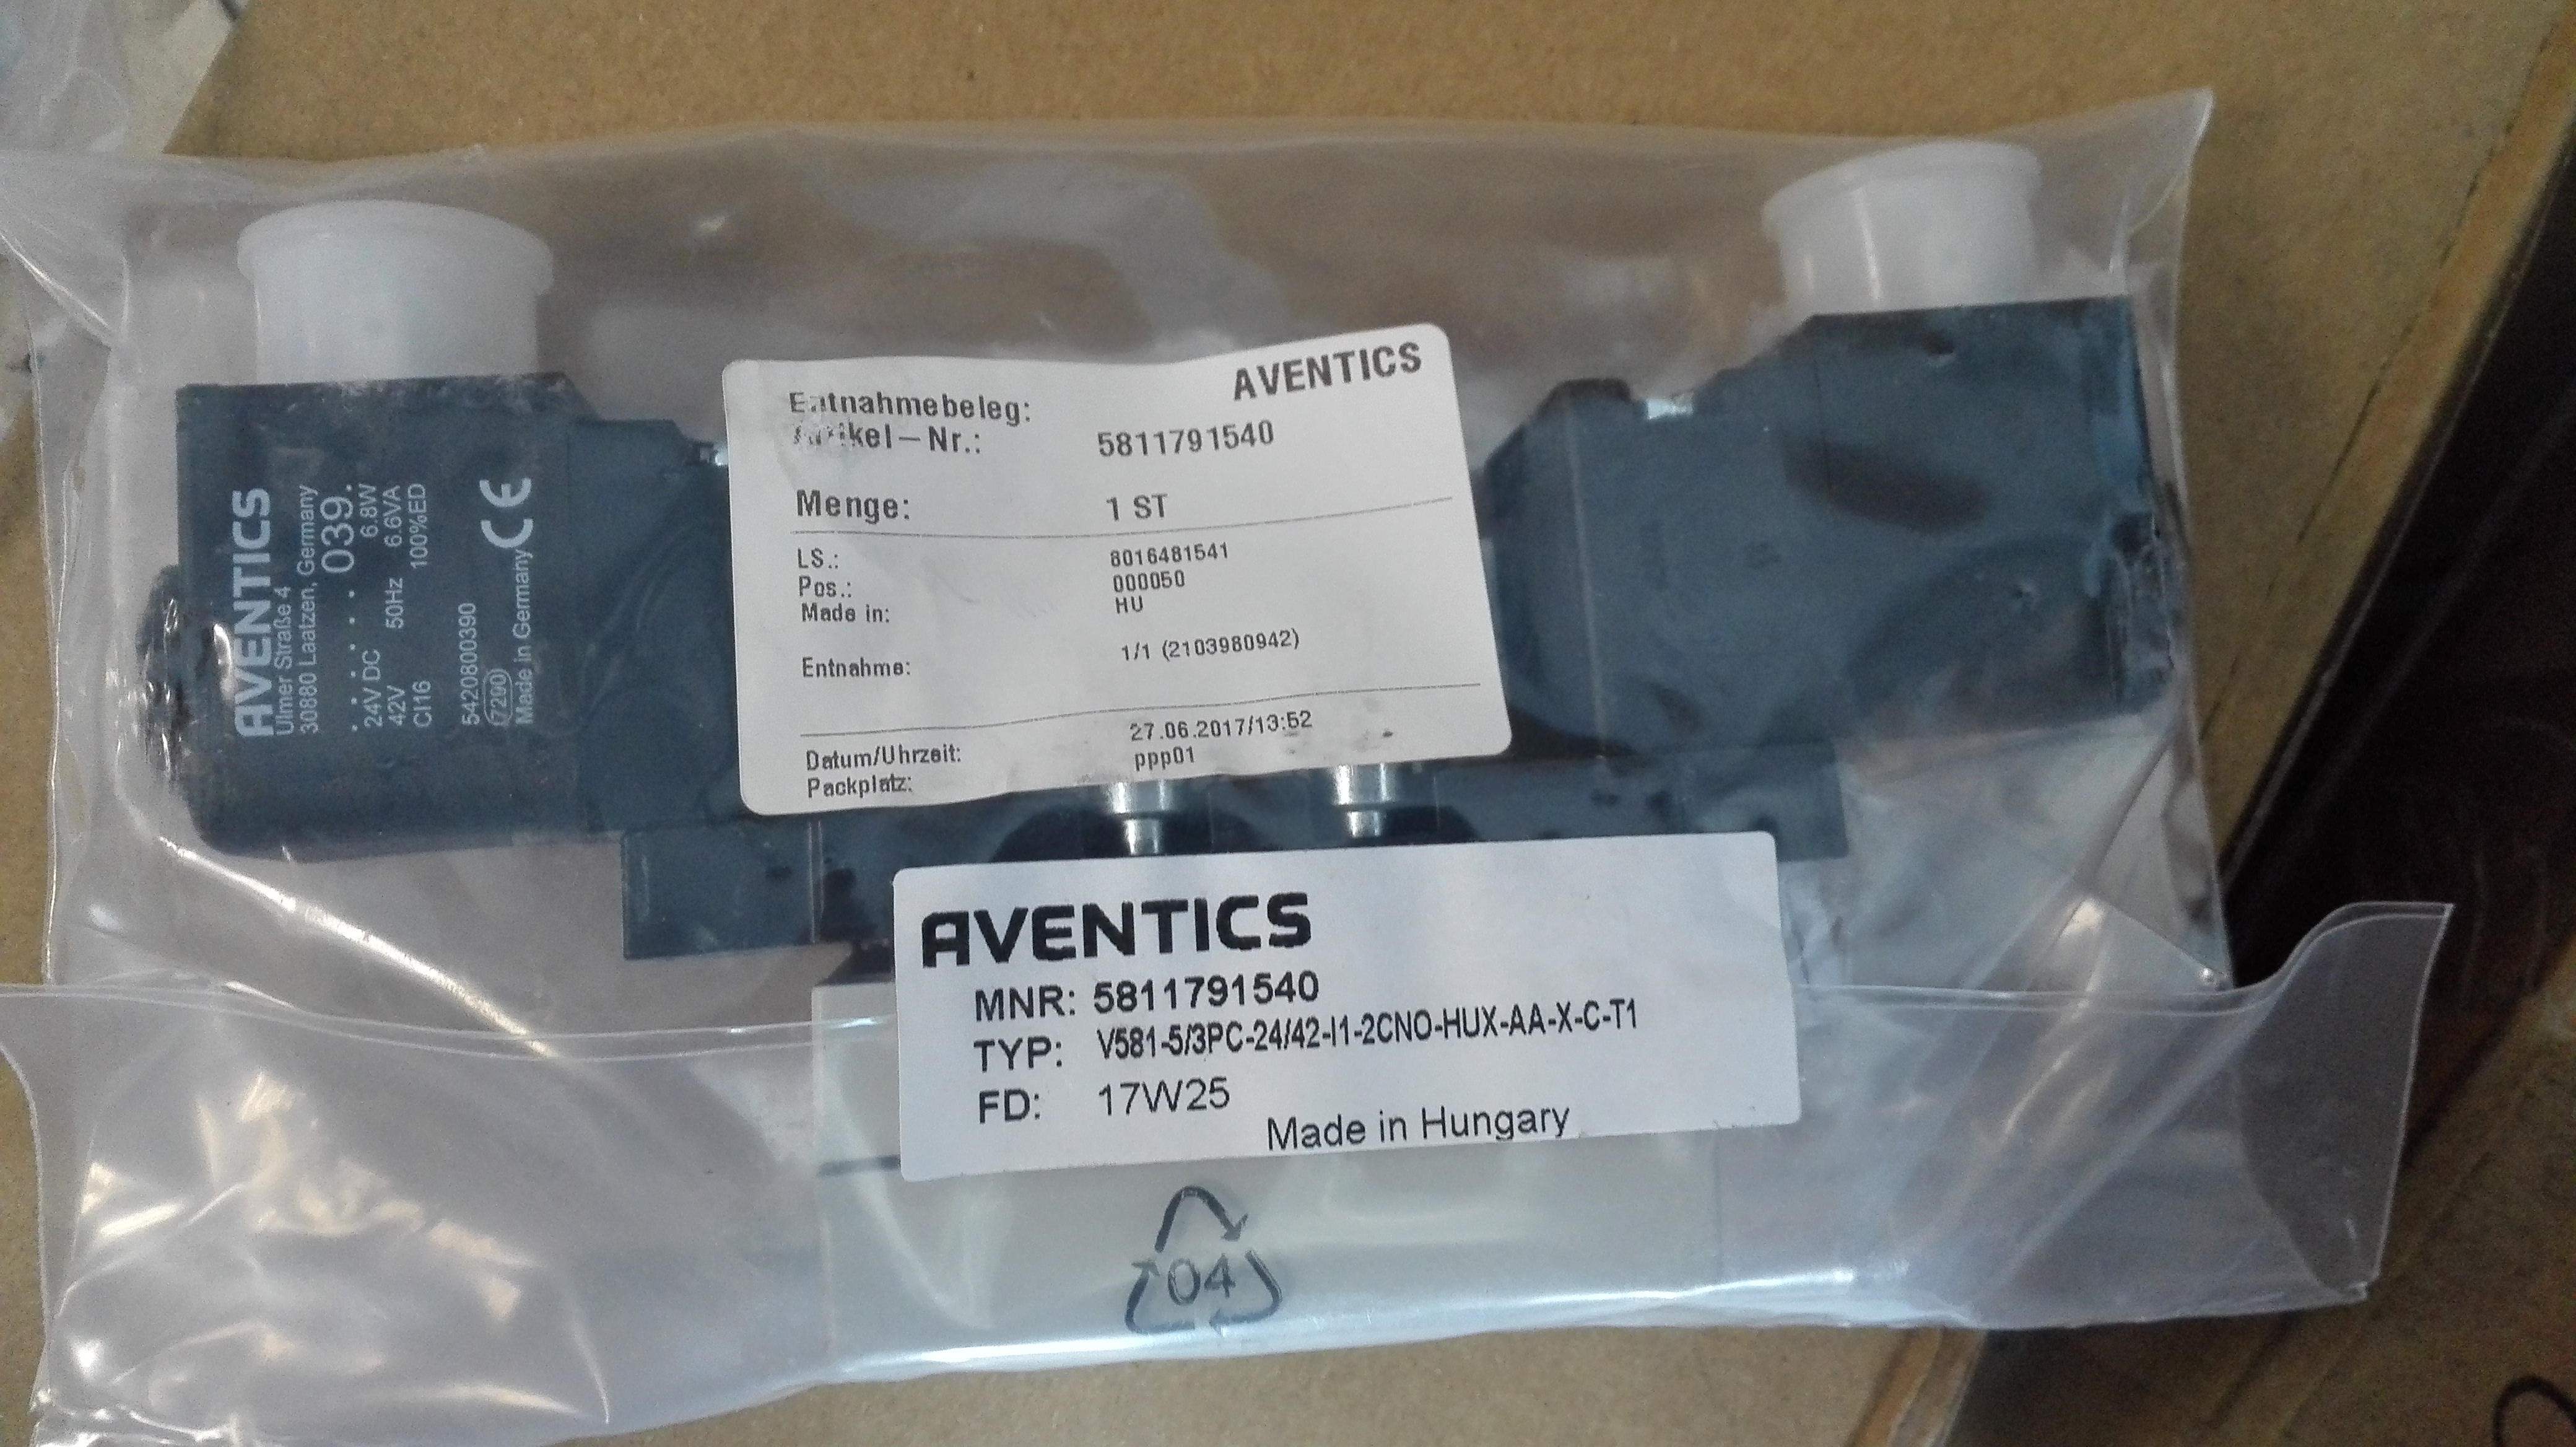 AVENTICS
Ulmer Straße 4
30880 Laatzen, Germany
. . . . . . 039.
24V DC 6.8W
42V 50Hz 6.6VA
CI16 100%ED
5420800390
7290
Made in Germany CE
AVENTICS
Entnahmebeleg:
Artikel-Nr.: 5811791540
Menge: 1 ST
LS.: 8016481541
Pos.: 000050
Made in: HU
Entnahme: 1/1 (2103980942)
Datum/Uhrzeit: 27.06.2017/13:52
Packplatz: ppp01
AVENTICS
MNR: 5811791540
TYP: V581-5/3PC-24/42-I1-2CNO-HUX-AA-X-C-T1
FD: 17W25
Made in Hungary
04